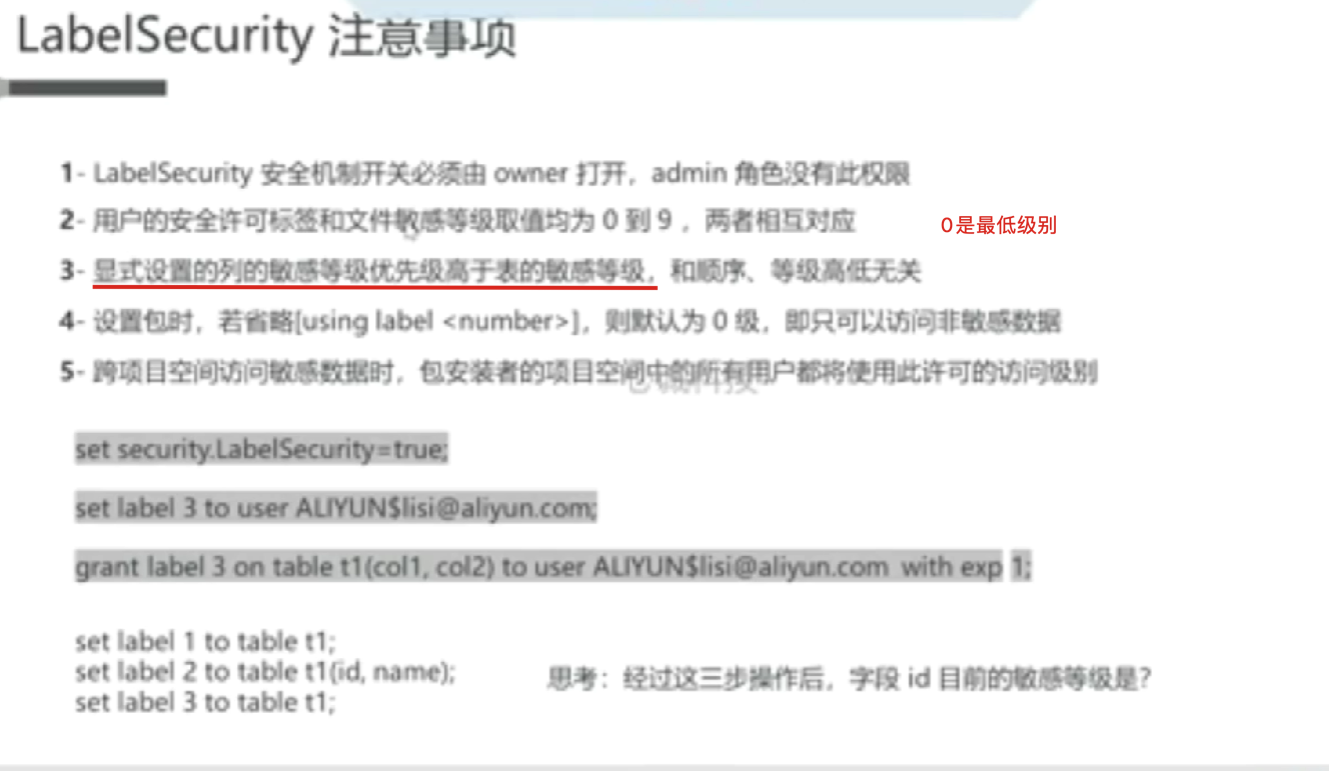 LabelSecurity 注意事项
1- LabelSecurity 安全机制开关必须由 owner 打开，admin 角色没有此权限
2- 用户的安全许可标签和文件敏感等级取值均为 0 到 9 ，两者相互对应
0是最低级别
3- 显式设置的列的敏感等级优先级高于表的敏感等级，和顺序、等级高低无关
4- 设置包时，若省略[using label <number>]，则默认为 0 级，即只可以访问非敏感数据
5- 跨项目空间访问敏感数据时，包安装者的项目空间中的所有用户都将使用此许可的访问级别
set security.LabelSecurity=true;
set label 3 to user ALIYUN$lisi@aliyun.com;
grant label 3 on table t1(col1, col2) to user ALIYUN$lisi@aliyun.com with exp 1;
set label 1 to table t1;
set label 2 to table t1(id, name);
思考：经过这三步操作后，字段 id 目前的敏感等级是？
set label 3 to table t1;